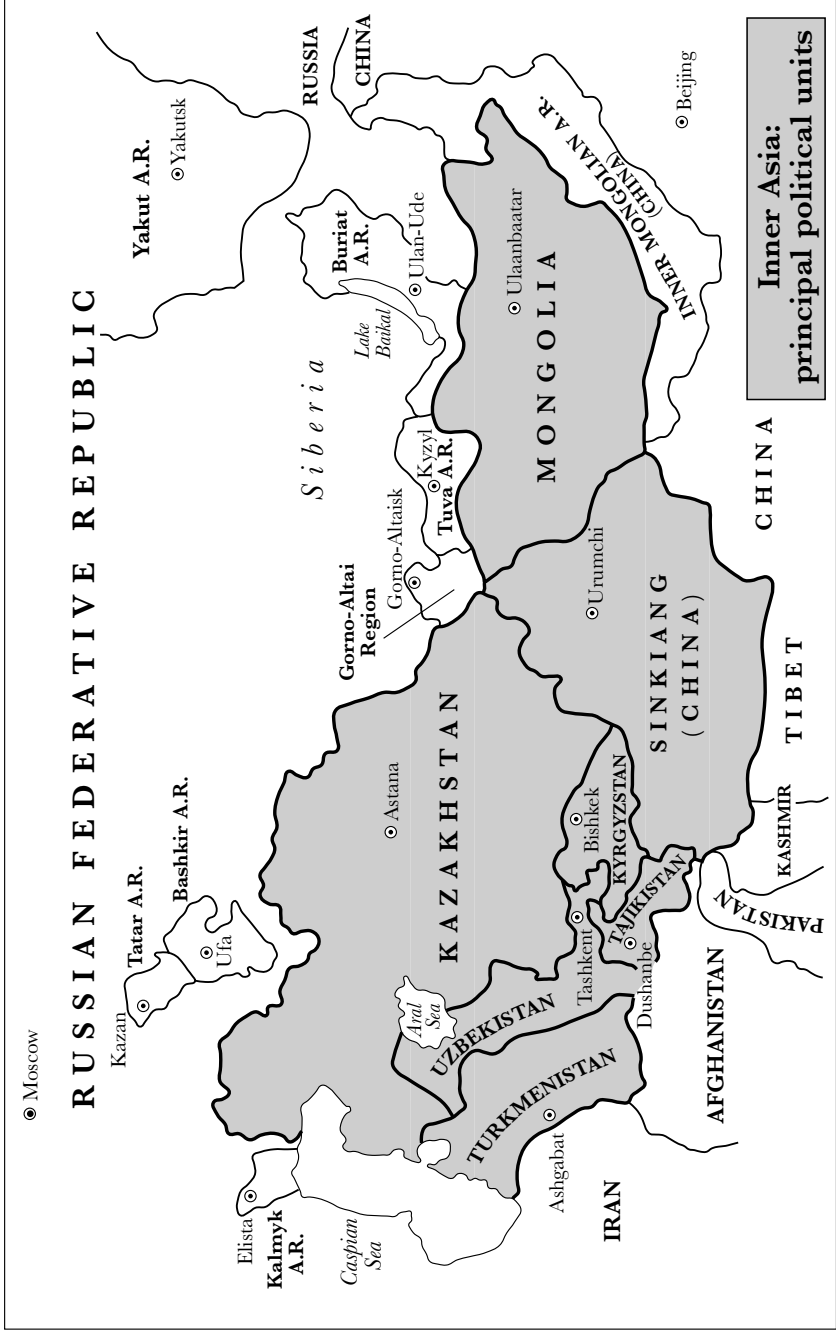 Moscow
RUSSIAN FEDERATIVE REPUBLIC
Yakut A.R.
Yakutsk
Kazan
Tatar A.R.
Bashkir A.R.
Ufa
Siberia
RUSSIA
CHINA
Buriat
A.R.
Lake
Baikal
Ulan-Ude
Elista
Kalmyk
A.R.
Gorno-Altai
Region
Gorno-Altaisk
Kyzyl
Tuva A.R.
Caspian
Sea
Aral
Sea
Astana
KAZAKHSTAN
MONGOLIA
Ulaanbaatar
INNER MONGOLIAN A.R.
(CHINA)
Beijing
UZBEKISTAN
TURKMENISTAN
Ashgabat
Tashkent
Bishkek
KYRGYZSTAN
TAJIKISTAN
Dushanbe
Urumchi
SINKIANG
(CHINA)
IRAN
AFGHANISTAN
PAKISTAN
KASHMIR
TIBET
CHINA
Inner Asia:
principal political units